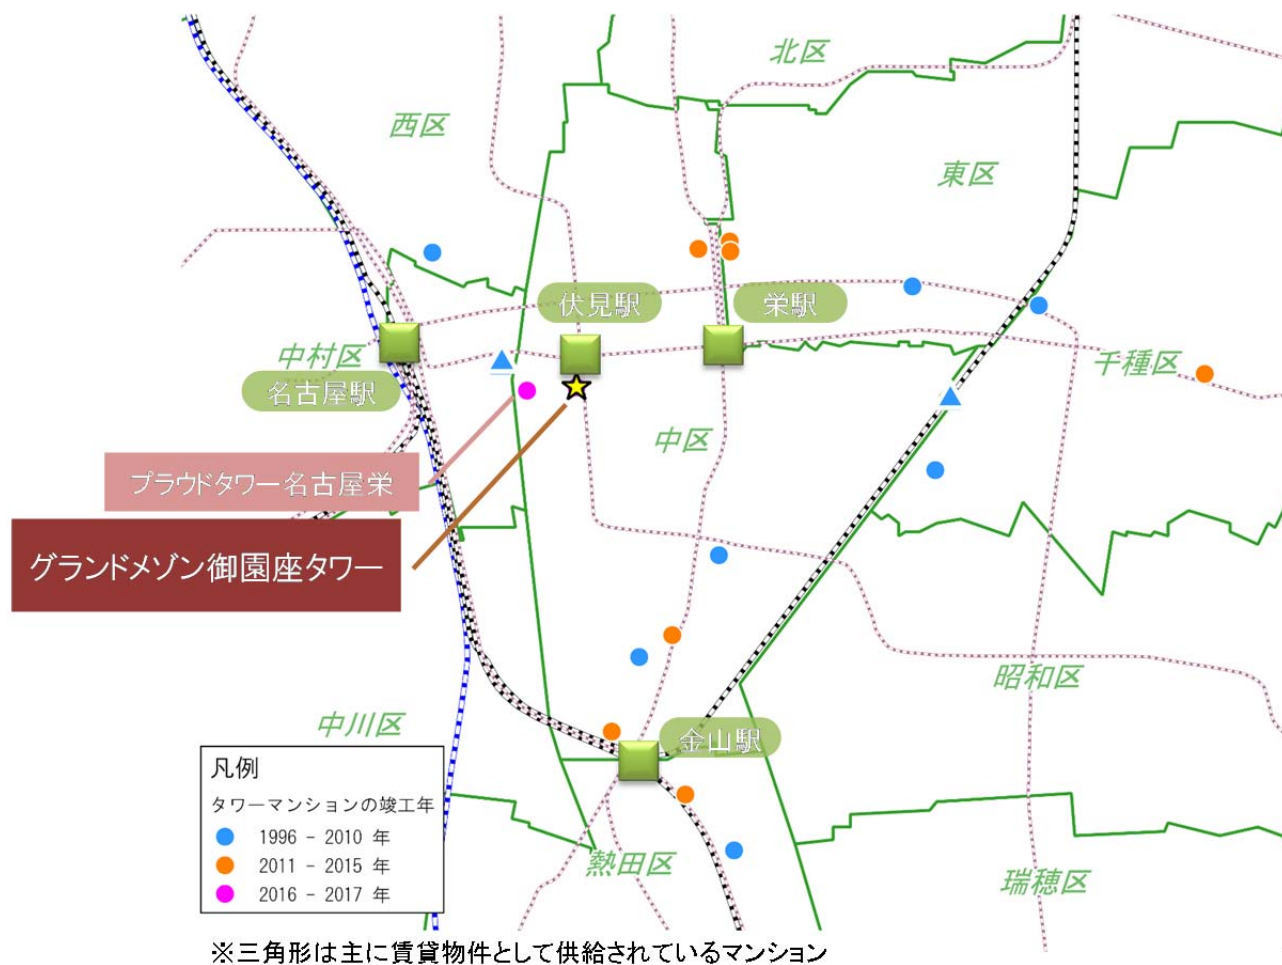 北区
西区
東区
伏見駅
栄駅
中村区
千種区
名古屋駅
中区
プラウドタワー名古屋栄
グランドメゾン御園座タワー
昭和区
中川区
金山駅
凡例
タワーマンションの竣工年
1996 - 2010 年
2011 - 2015 年
2016 - 2017 年
熱田区
瑞穂区
※三角形は主に賃貸物件として供給されているマンション